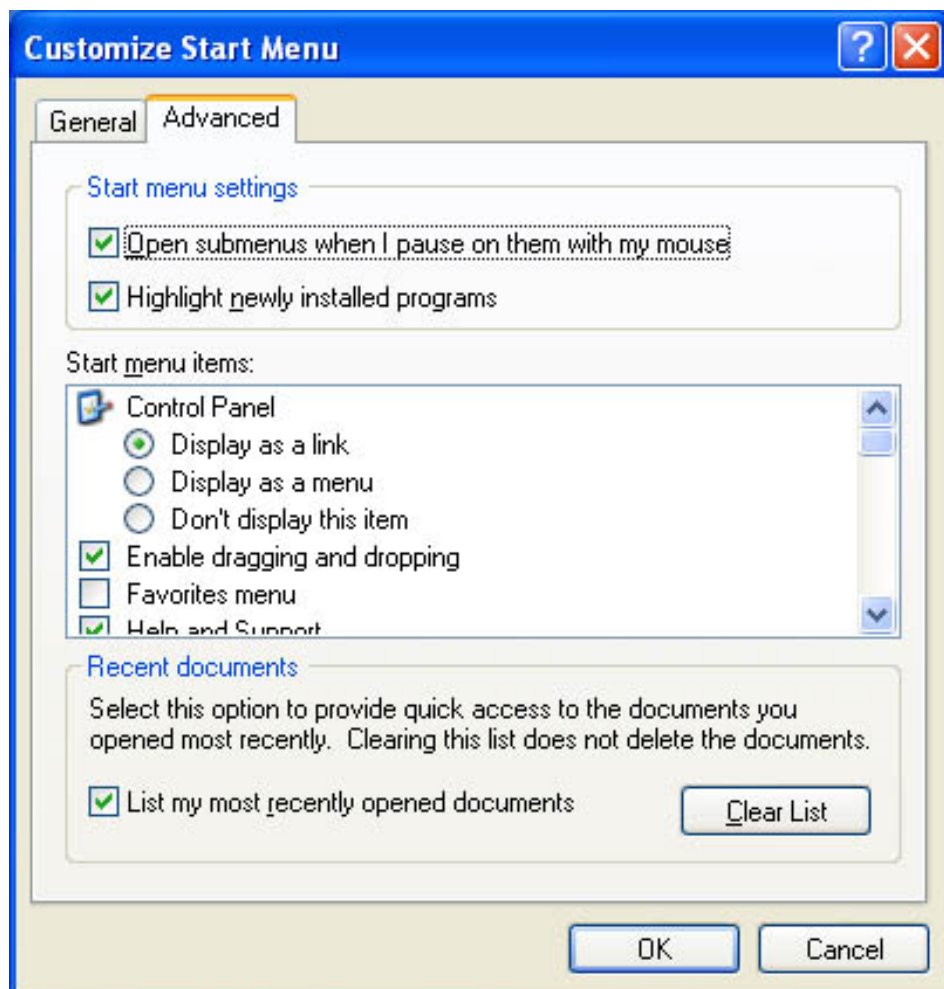 Customize Start Menu
General
Advanced
Start menu settings
Open submenus when I pause on them with my mouse
Highlight newly installed programs
Start menu items:
Control Panel
Display as a link
Display as a menu
Don't display this item
Enable dragging and dropping
Favorites menu
Help and Support
Recent documents
Select this option to provide quick access to the documents you
opened most recently.  Clearing this list does not delete the documents.
List my most recently opened documents
Clear List
OK
Cancel